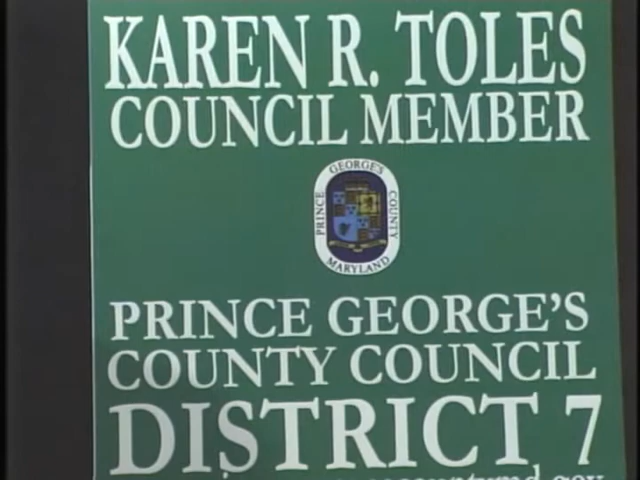 KAREN R. TOLES
COUNCIL MEMBER
GEORGE'S
PRINCE
COUNTY
MARYLAND
PRINCE GEORGE'S
COUNTY COUNCIL
DISTRICT 7